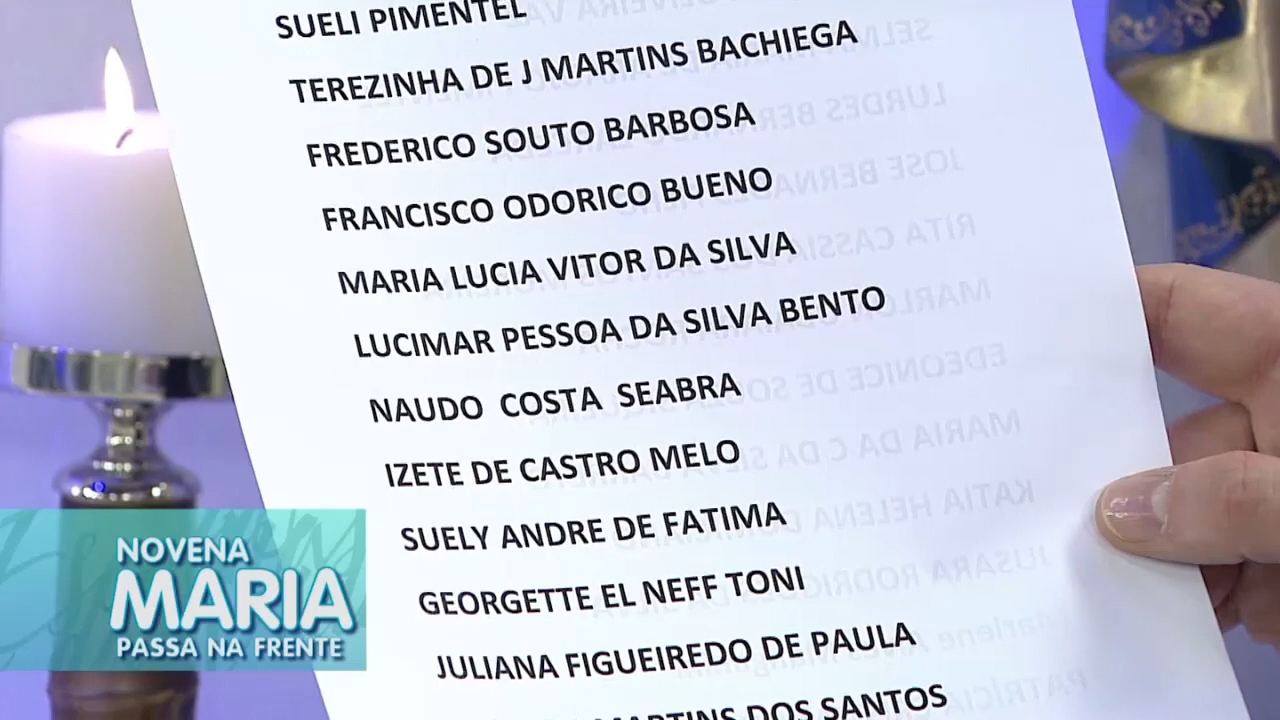 SUELI PIMENTEL
TEREZINHA DE J MARTINS BACHIEGA
FREDERICO SOUTO BARBOSA
FRANCISCO ODORICO BUENO
MARIA LUCIA VITOR DA SILVA
LUCIMAR PESSOA DA SILVA BENTO
NAUDO COSTA SEABRA
IZETE DE CASTRO MELO
SUELY ANDRE DE FATIMA
GEORGETTE EL NEFF TONI
JULIANA FIGUEIREDO DE PAULA
MARTINS DOS SANTOS
NOVENA
MARIA
PASSA NA FRENTE